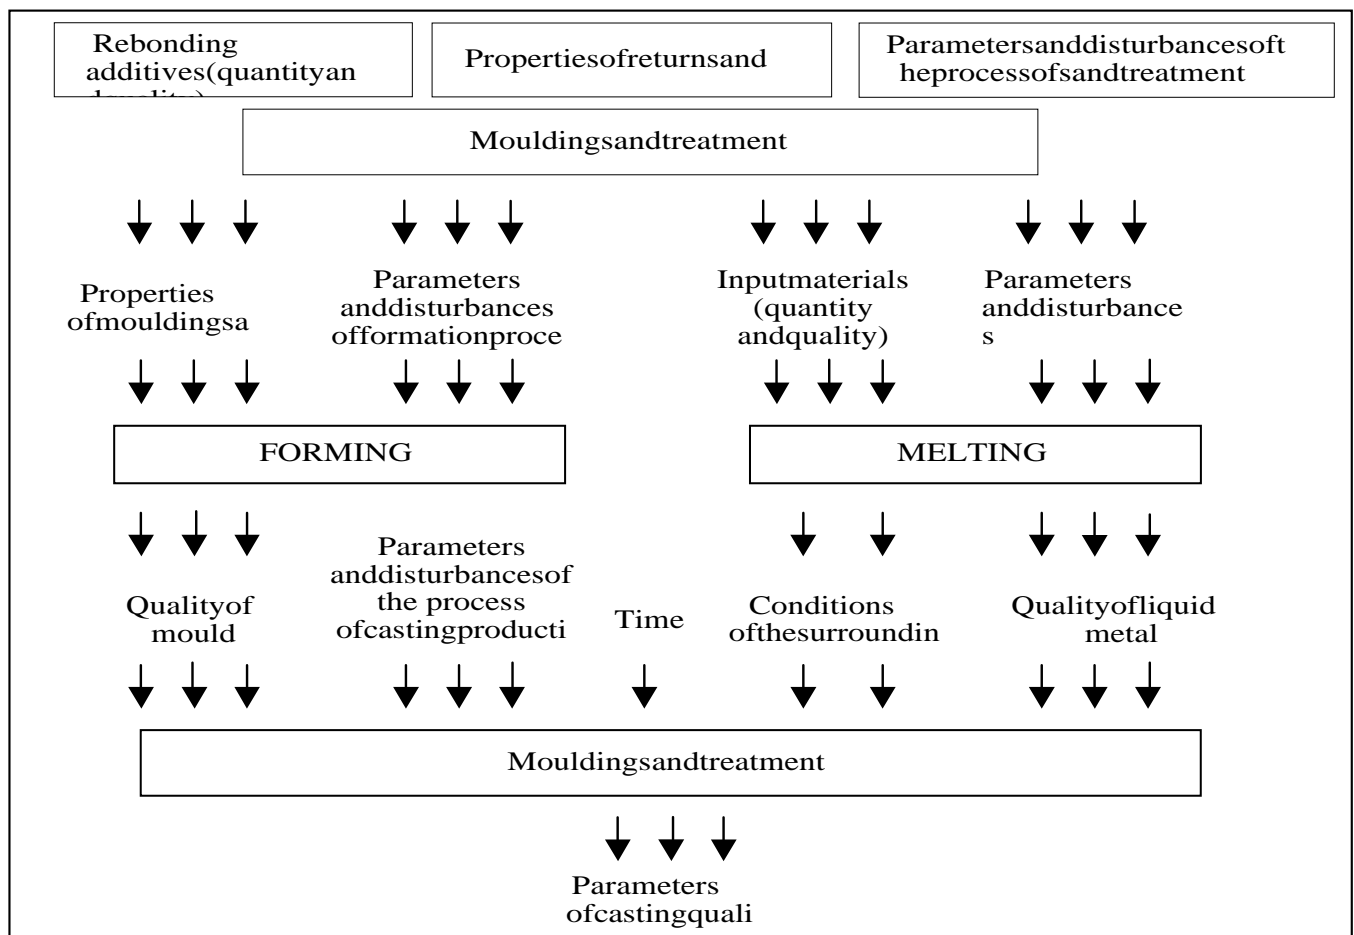 Rebonding
additives(quantityan
dquality)
Propertiesofreturnsand
Parametersanddisturbancesoft
heprocessofsandtreatment
Mouldingsandtreatment
Properties
ofmouldingsa
Parameters
anddisturbances
offormationproce
Inputmaterials
(quantity
andquality)
Parameters
anddisturbance
s
FORMING
MELTING
Qualityof
mould
Parameters
anddisturbancesof
the process
ofcastingproducti
Time
Conditions
ofthesurroundin
Qualityofliquid
metal
Mouldingsandtreatment
Parameters
ofcastingquali